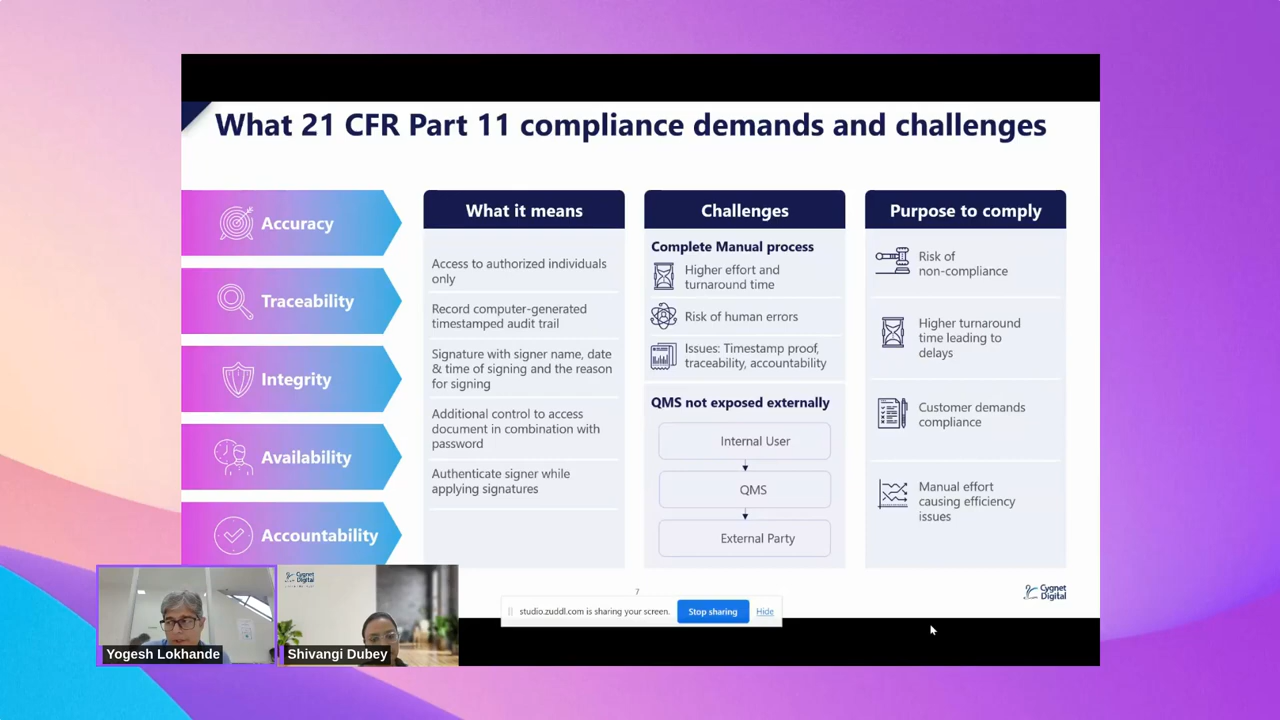 What 21 CFR Part 11 compliance demands and challenges
Accuracy
Traceability
Integrity
Availability
Accountability
What it means
Access to authorized individuals
only
Record computer-generated
timestamped audit trail
Signature with signer name, date
& time of signing and the reason
for signing
Additional control to access
document in combination with
password
Authenticate signer while
applying signatures
Challenges
Complete Manual process
Higher effort and
turnaround time
Risk of human errors
Issues: Timestamp proof,
traceability, accountability
QMS not exposed externally
Internal User
QMS
External Party
Purpose to comply
Risk of
non-compliance
Higher turnaround
time leading to
delays
Customer demands
compliance
Manual effort
causing efficiency
issues
7
Cygnet
Digital
studio.zuddl.com is sharing your screen.
Stop sharing
Hide
Yogesh Lokhande
Cygnet
Digital
Shivangi Dubey